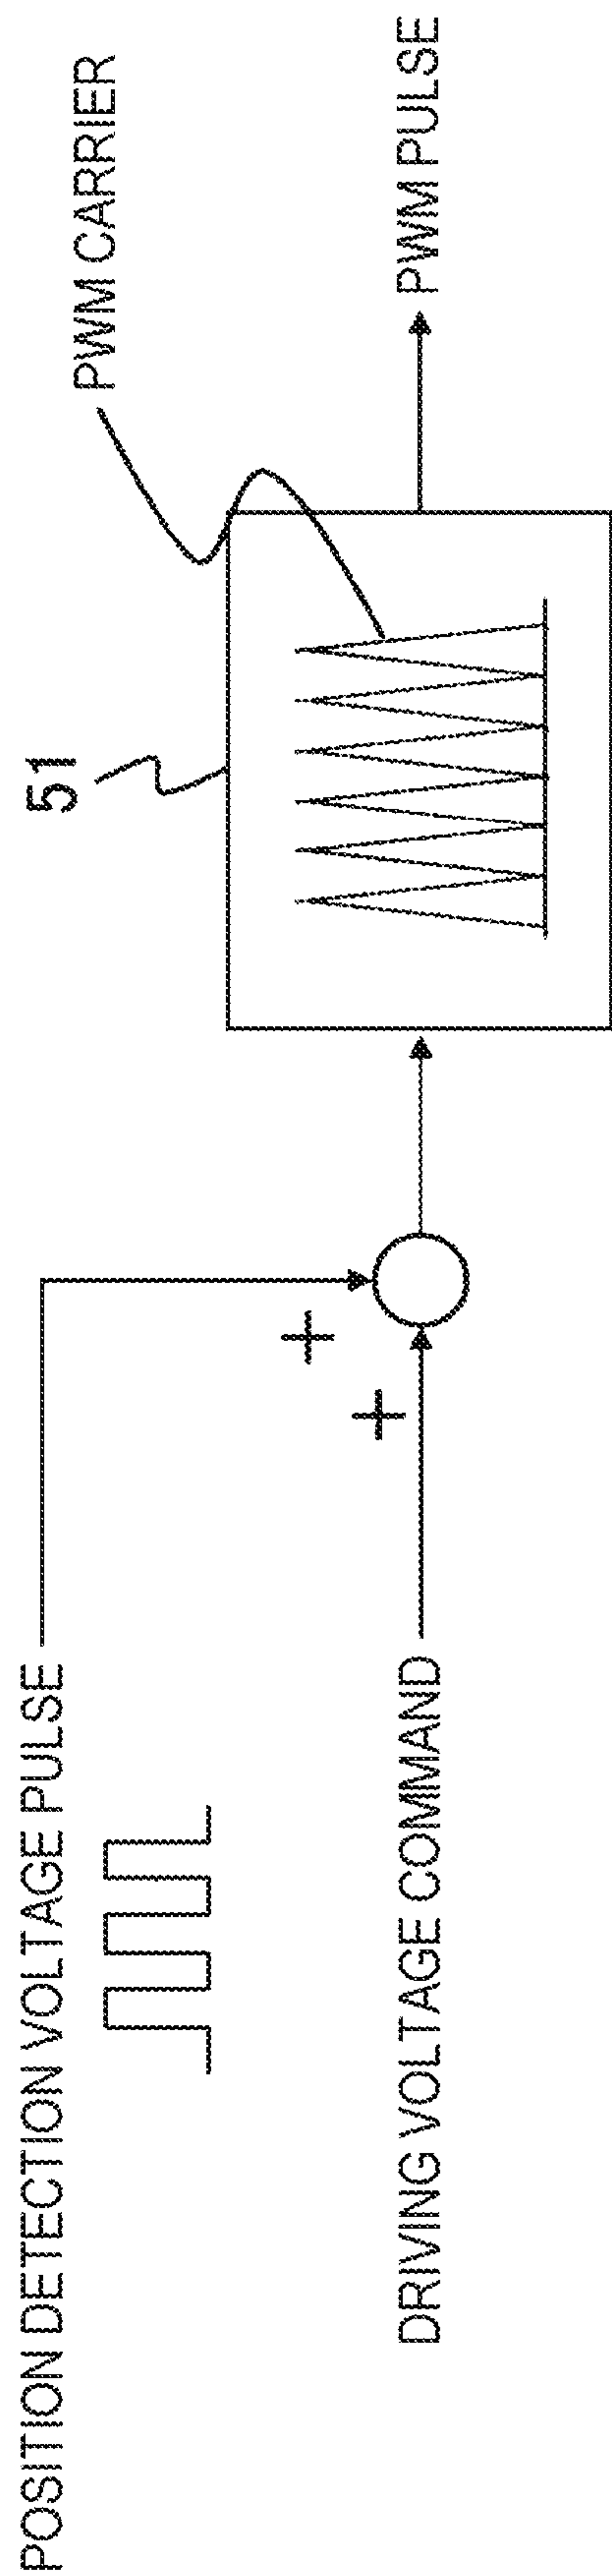 POSITION DETECTION VOLTAGE PULSE
DRIVING VOLTAGE COMMAND
+
+
51
PWM CARRIER
PWM PULSE